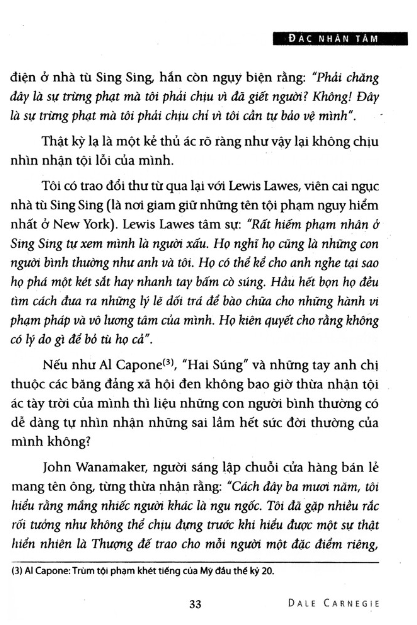 ĐẮC NHÂN TÂM
điện ở nhà tù Sing Sing, hắn còn ngụy biện rằng: “Phải chăng
đây là sự trừng phạt mà tôi phải chịu vì đã giết người? Không! Đây
là sự trừng phạt mà tôi phải chịu chỉ vì tôi cần tự bảo vệ mình”.
Thật kỳ lạ là một kẻ thủ ác rõ ràng như vậy lại không chịu
nhìn nhận tội lỗi của mình.
Tôi có trao đổi thư từ qua lại với Lewis Lawes, viên cai ngục
nhà tù Sing Sing (là nơi giam giữ những tên tội phạm nguy hiểm
nhất ở New York). Lewis Lawes tâm sự: “Rất hiếm phạm nhân ở
Sing Sing tự xem mình là người xấu. Họ nghĩ họ cũng là những con
người bình thường như anh và tôi. Họ có thể kể cho anh nghe tại sao
họ phá một két sắt hay nhanh tay bấm cò súng. Hầu hết bọn họ đều
tìm cách đưa ra những lý lẽ dối trá để bào chữa cho những hành vi
phạm pháp và vô lương tâm của mình. Họ kiên quyết cho rằng không
có lý do gì để bỏ tù họ cả”.
Nếu như Al Capone(3), “Hai Súng” và những tay anh chị
thuộc các băng đảng xã hội đen không bao giờ thừa nhận tội
ác tày trời của mình thì liệu những con người bình thường có
dễ dàng tự nhìn nhận những sai lầm hết sức đời thường của
mình không?
John Wanamaker, người sáng lập chuỗi cửa hàng bán lẻ
mang tên ông, từng thừa nhận rằng: “Cách đây ba mươi năm, tôi
hiểu rằng mắng nhiếc người khác là ngu ngốc. Tôi đã gặp nhiều rắc
rối tưởng như không thể chịu đựng trước khi hiểu được một sự thật
hiển nhiên là Thượng đế trao cho mỗi người một đặc điểm riêng,
(3) Al Capone: Trùm tội phạm khét tiếng của Mỹ đầu thế kỷ 20.
33
DALE CARNEGIE